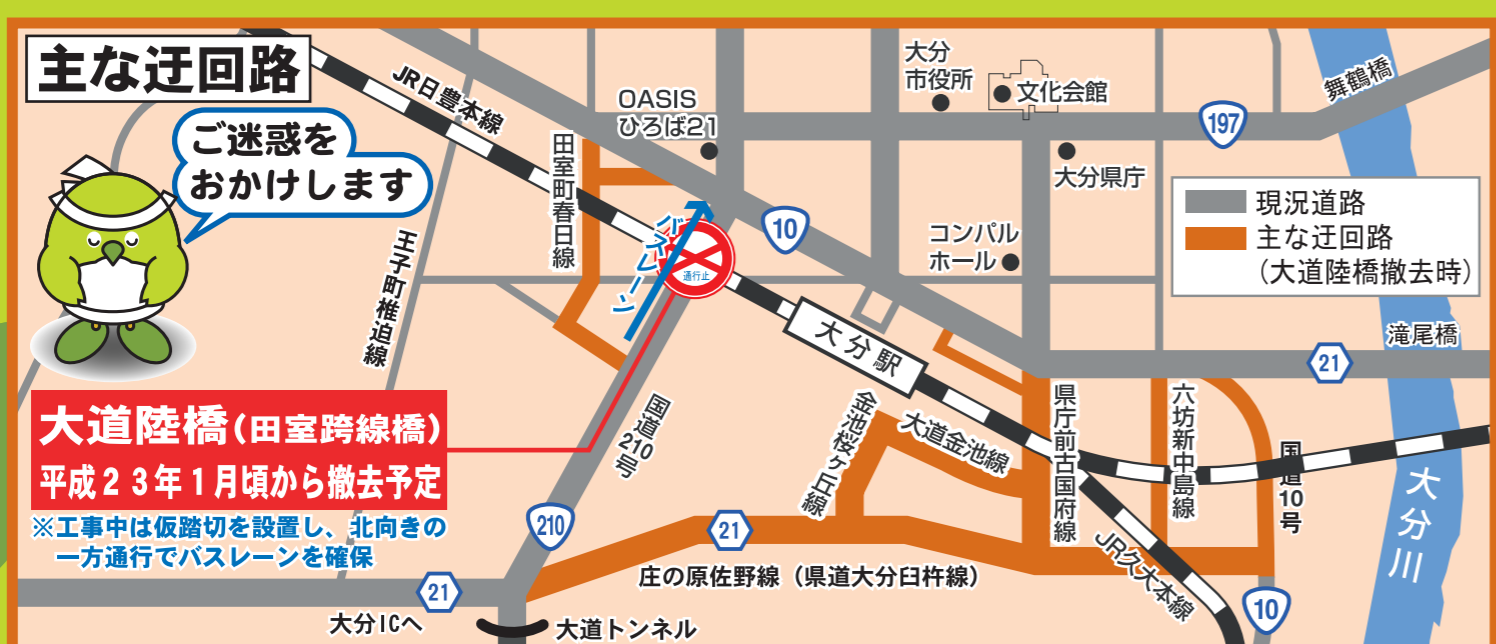 主な迂回路
ご迷惑を
おかけします
JR日豊本線
OASIS
ひろば21
大分
市役所
文化会館
197
舞鶴橋
大分県庁
現況道路
主な迂回路
（大道陸橋撤去時）
田室町春日線
王子町椎迫線
バスレーン
通行止
10
コンパル
ホール
滝尾橋
21
大分駅
大道陸橋(田室跨線橋)
平成23年1月頃から撤去予定
※工事中は仮踏切を設置し、北向きの
一方通行でバスレーンを確保
国道210号
金池桜ケ丘線
大道金池線
県庁前古国府線
六坊新中島線
国道10号
大分川
210
21
庄の原佐野線（県道大分臼杵線）
JR久大本線
21
10
大分ICへ
大道トンネル